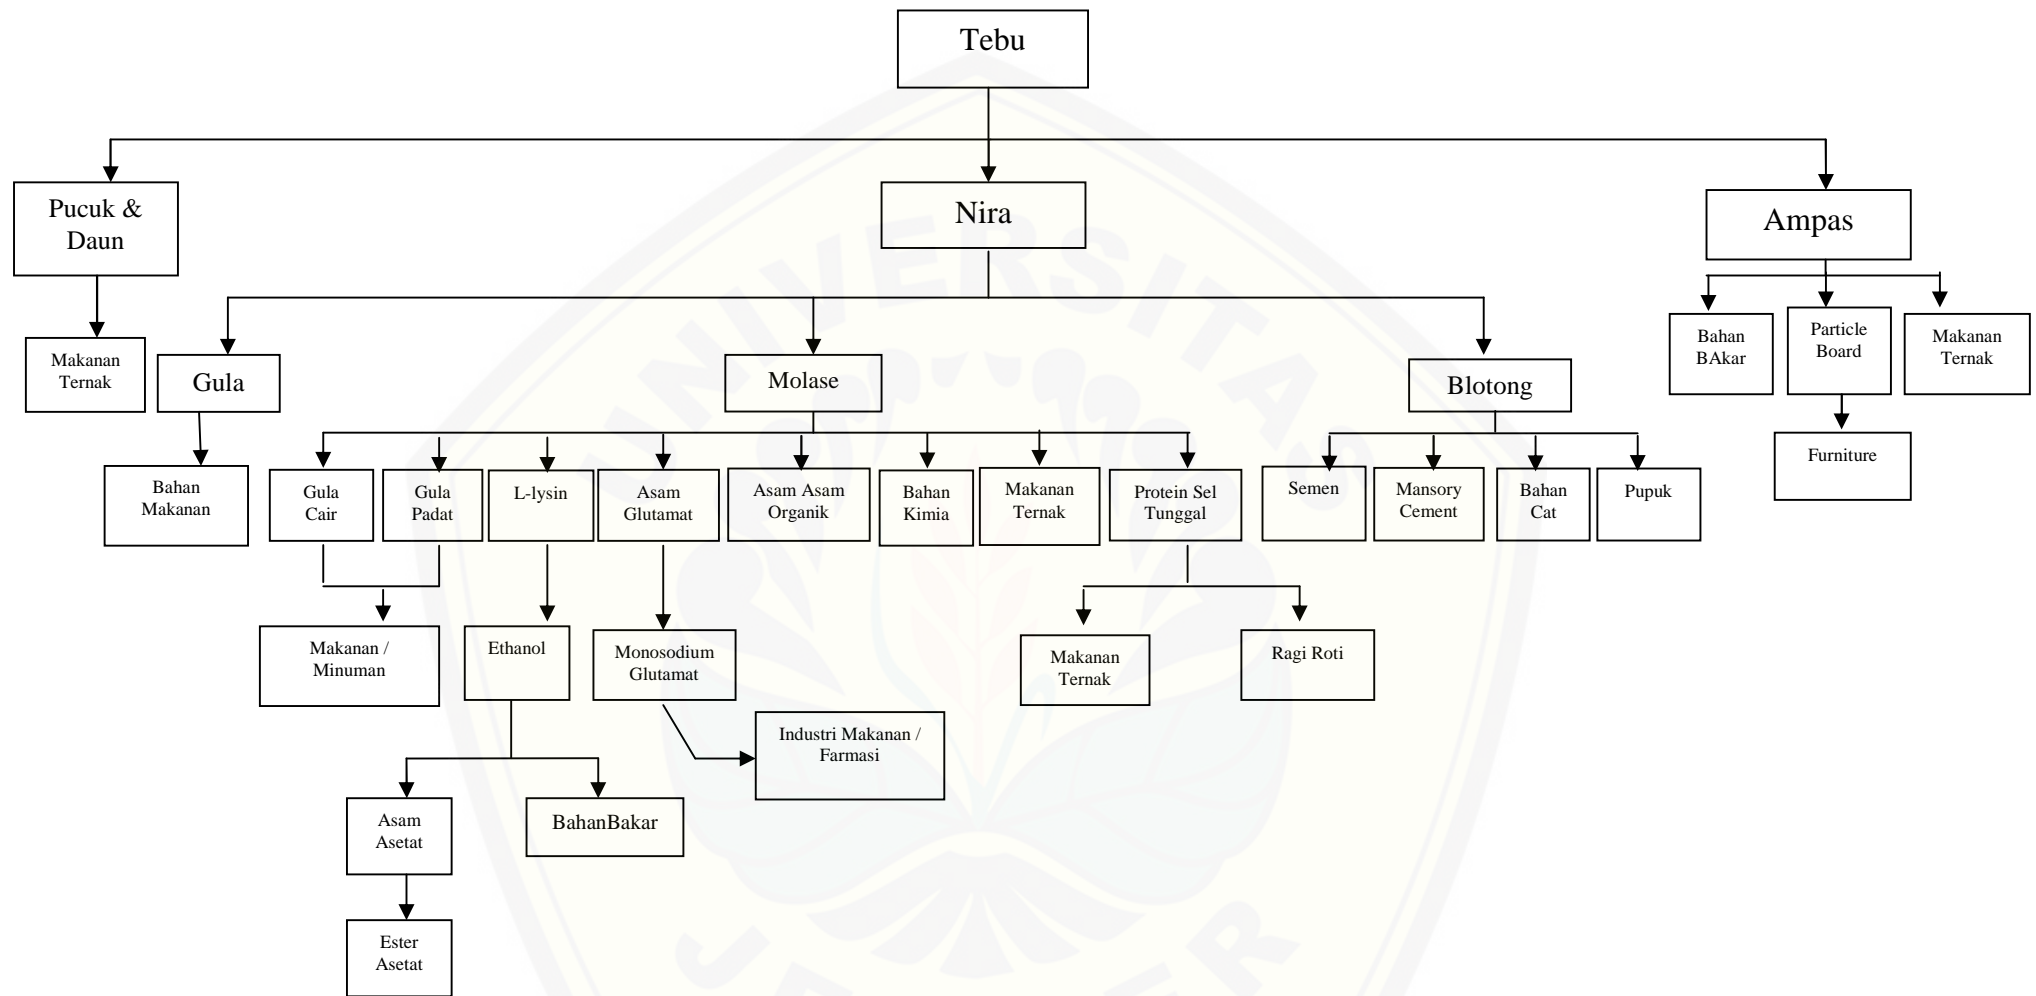 Tebu
Pucuk &
Daun
Nira
Ampas
Makanan
Ternak
Gula
Molase
Blotong
Bahan
BAkar
Particle
Board
Makanan
Ternak
Furniture
Bahan
Makanan
Gula
Cair
Gula
Padat
L-lysin
Asam
Glutamat
Asam Asam
Organik
Bahan
Kimia
Makanan
Ternak
Protein Sel
Tunggal
Semen
Mansory
Cement
Bahan
Cat
Pupuk
Makanan /
Minuman
Ethanol
Monosodium
Glutamat
Makanan
Ternak
Ragi Roti
Industri Makanan /
Farmasi
Asam
Asetat
BahanBakar
Ester
Asetat
UNIVERSITAS